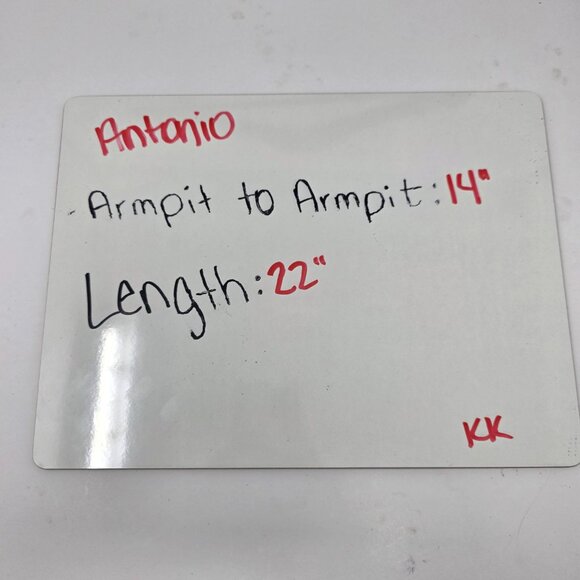 Antonio
Armpit to Armpit: 14"
Length: 22"
KK